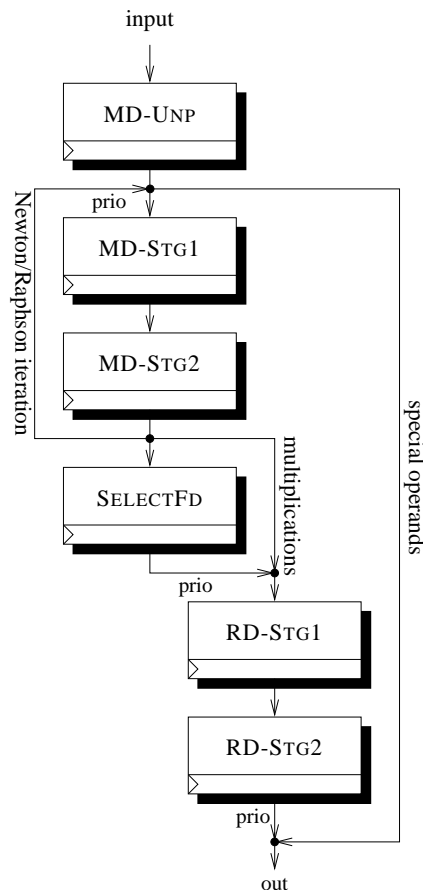 input
MD-UNP
prio
Newton/Raphson iteration
MD-STG1
MD-STG2
special operands
multiplications
SELECTFD
prio
RD-STG1
RD-STG2
prio
out